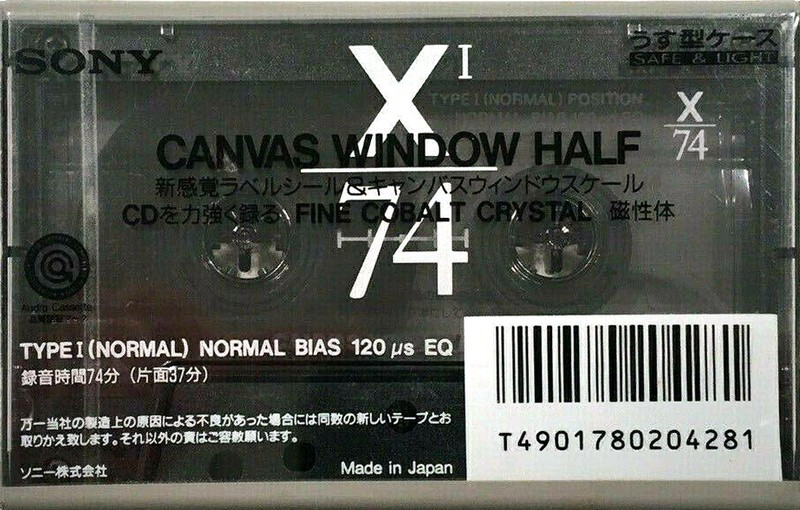 SONY
うす型ケース
SAFE & LIGHT
X I
TYPE I (NORMAL) POSITION
X
74
CANVAS WINDOW HALF
新感覚ラベルシール&キャンバスウィンドウスケール
CDを力強く録る FINE COBALT CRYSTAL 磁性体
74
Audio Cassette
TYPE I (NORMAL) NORMAL BIAS 120 μs EQ
録音時間74分(片面37分)
万一当社の製造上の原因による不良があった場合には同数の新しいテープとお
取りかえ致します。それ以外の責はご容赦願います。
ソニー株式会社
Made in Japan
T4901780204281